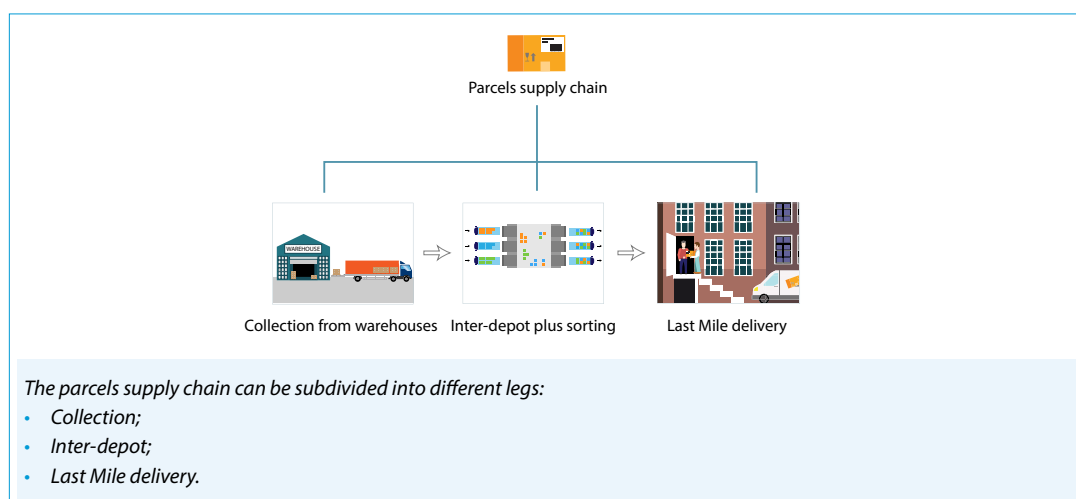 Parcels supply chain
WAREHOUSE
Collection from warehouses
Inter-depot plus sorting
Last Mile delivery
The parcels supply chain can be subdivided into different legs:
• Collection;
• Inter-depot;
• Last Mile delivery.